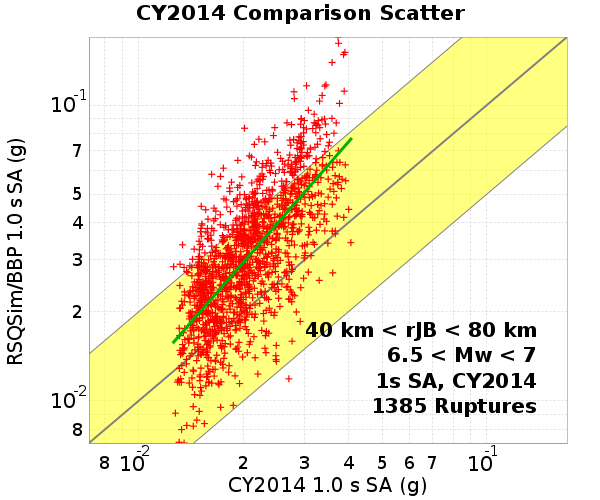 CY2014 Comparison Scatter
RSQSim/BBP 1.0 s SA (g)
10⁻¹
7
5
4
3
2
10⁻²
8
40 km < rJB < 80 km
6.5 < Mw < 7
1s SA, CY2014
1385 Ruptures
8 10⁻² 2 3 4 5 6 7 10⁻¹
CY2014 1.0 s SA (g)